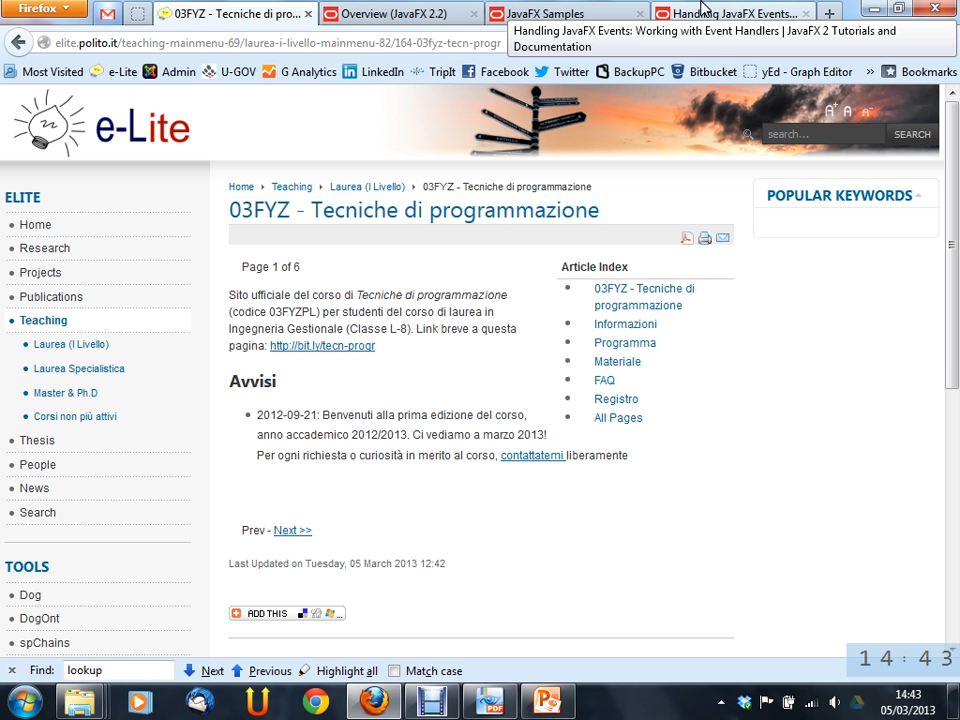 Firefox
03FYZ - Tecniche di pro...
Overview (JavaFX 2.2)
JavaFX Samples
Handling JavaFX Events...
Handling JavaFX Events: Working with Event Handlers | JavaFX 2 Tutorials and
Documentation
elite.polito.it/teaching-mainmenu-69/laurea-i-livello-mainmenu-82/164-03fyz-tecn-progr
Most Visited
e-Lite
Admin
U-GOV
G Analytics
LinkedIn
TripIt
Facebook
Twitter
BackupPC
Bitbucket
yEd - Graph Editor
»
Bookmarks
e-Lite
A+ A A-
search...
SEARCH
ELITE
Home
Research
Projects
Publications
Teaching
Laurea (I Livello)
Laurea Specialistica
Master & Ph.D
Corsi non più attivi
Thesis
People
News
Search
TOOLS
Dog
DogOnt
spChains
Home Teaching Laurea (I Livello) 03FYZ - Tecniche di programmazione
03FYZ - Tecniche di programmazione
Page 1 of 6
Sito ufficiale del corso di Tecniche di programmazione
(codice 03FYZPL) per studenti del corso di laurea in
Ingegneria Gestionale (Classe L-8). Link breve a questa
pagina: http://bit.ly/tecn-progr
Article Index
03FYZ - Tecniche di
programmazione
Informazioni
Programma
Materiale
FAQ
Registro
All Pages
Avvisi
2012-09-21: Benvenuti alla prima edizione del corso,
anno accademico 2012/2013. Ci vediamo a marzo 2013!
Per ogni richiesta o curiosità in merito al corso, contattatemi liberamente
Prev - Next >>
Last Updated on Tuesday, 05 March 2013 12:42
ADD THIS
POPULAR KEYWORDS
14:43
Find: lookup Next Previous Highlight all Match case
14:43
05/03/2013